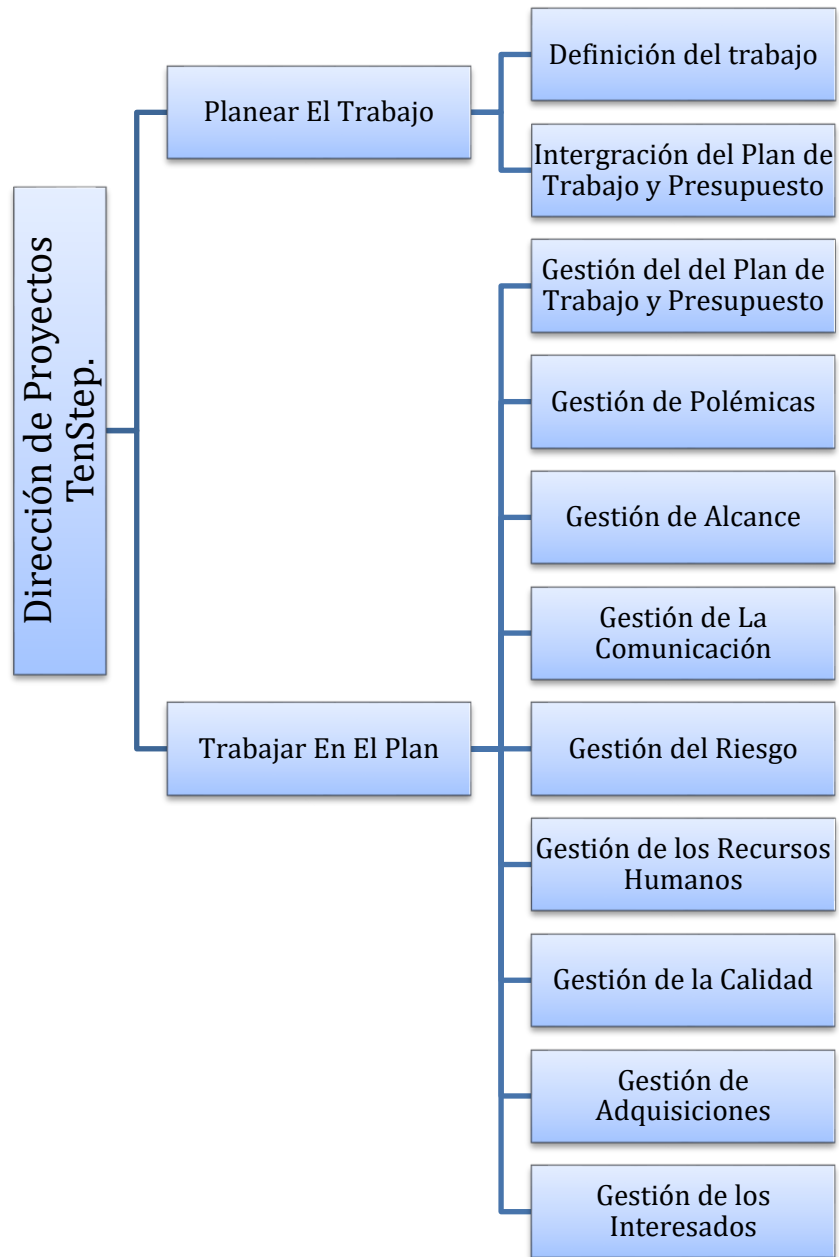 Dirección de Proyectos
TenStep.
Planear El Trabajo
Definición del trabajo
Intergración del Plan de
Trabajo y Presupuesto
Trabajar En El Plan
Gestión del del Plan de
Trabajo y Presupuesto
Gestión de Polémicas
Gestión de Alcance
Gestión de La
Comunicación
Gestión del Riesgo
Gestión de los Recursos
Humanos
Gestión de la Calidad
Gestión de
Adquisiciones
Gestión de los
Interesados